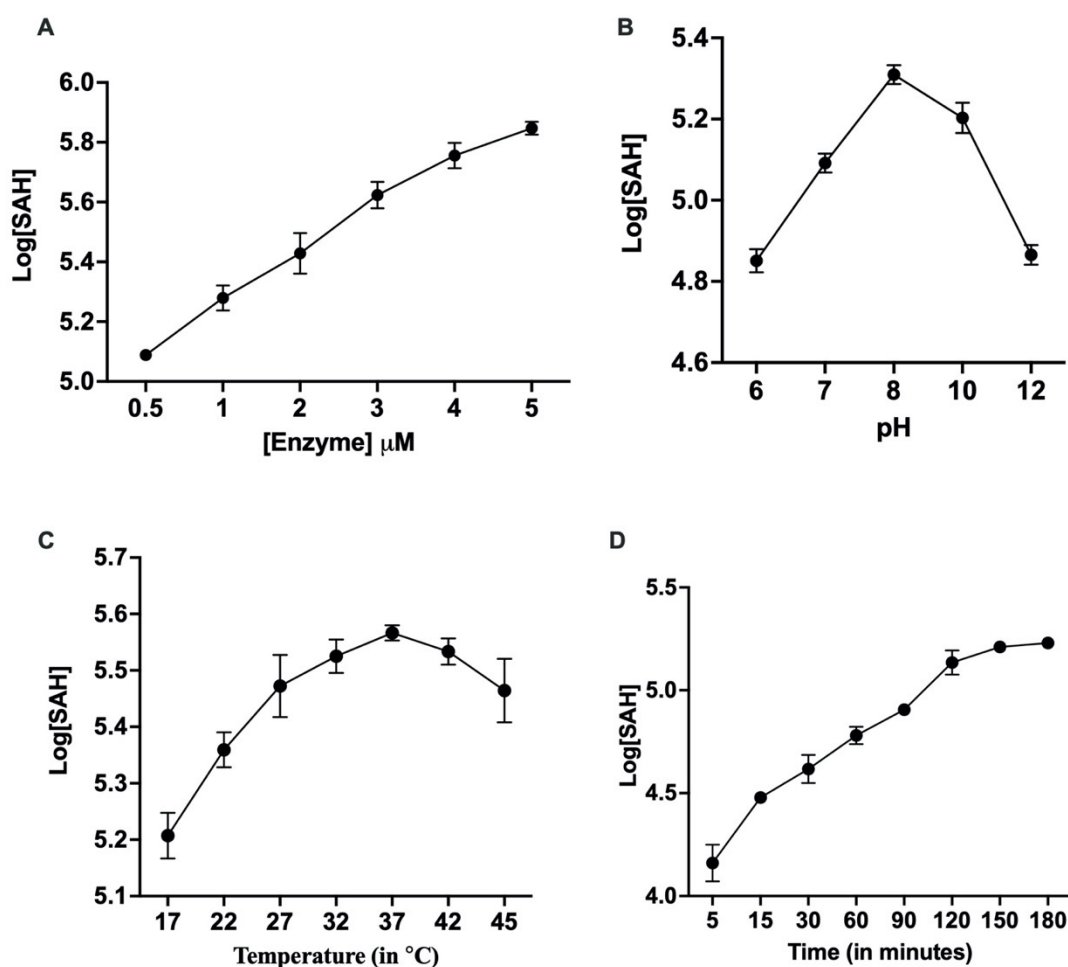 A
6.0
5.8
5.6
5.4
5.2
5.0
Log[SAH]
0.5 1 2 3 4 5
[Enzyme] μM
B
5.4
5.2
5.0
4.8
4.6
Log[SAH]
6 7 8 10 12
pH
C
5.7
5.6
5.5
5.4
5.3
5.2
5.1
Log[SAH]
17 22 27 32 37 42 45
Temperature (in °C)
D
5.5
5.0
4.5
4.0
Log[SAH]
5 15 30 60 90 120 150 180
Time (in minutes)